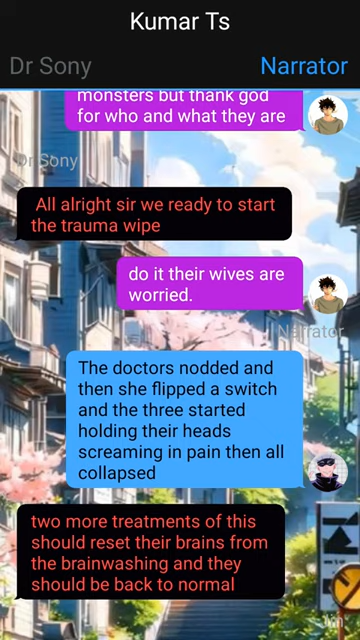 Kumar Ts
Dr Sony
Narrator
monsters but thank god
for who and what they are
Dr Sony
All alright sir we ready to start
the trauma wipe
do it their wives are
worried.
Narrator
The doctors nodded and
then she flipped a switch
and the three started
holding their heads
screaming in pain then all
collapsed
two more treatments of this
should reset their brains from
the brainwashing and they
should be back to normal